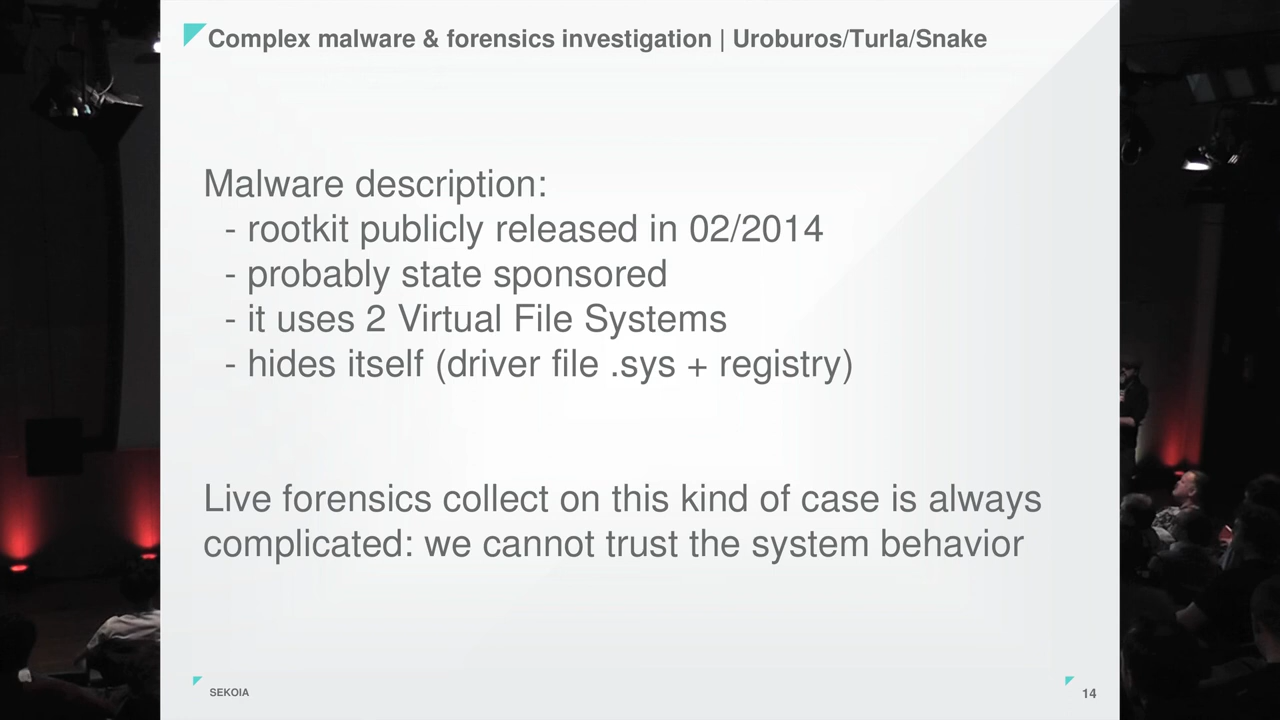 Complex malware & forensics investigation | Uroburos/Turla/Snake
Malware description:
- rootkit publicly released in 02/2014
- probably state sponsored
- it uses 2 Virtual File Systems
- hides itself (driver file .sys + registry)
Live forensics collect on this kind of case is always
complicated: we cannot trust the system behavior
SEKOIA
14